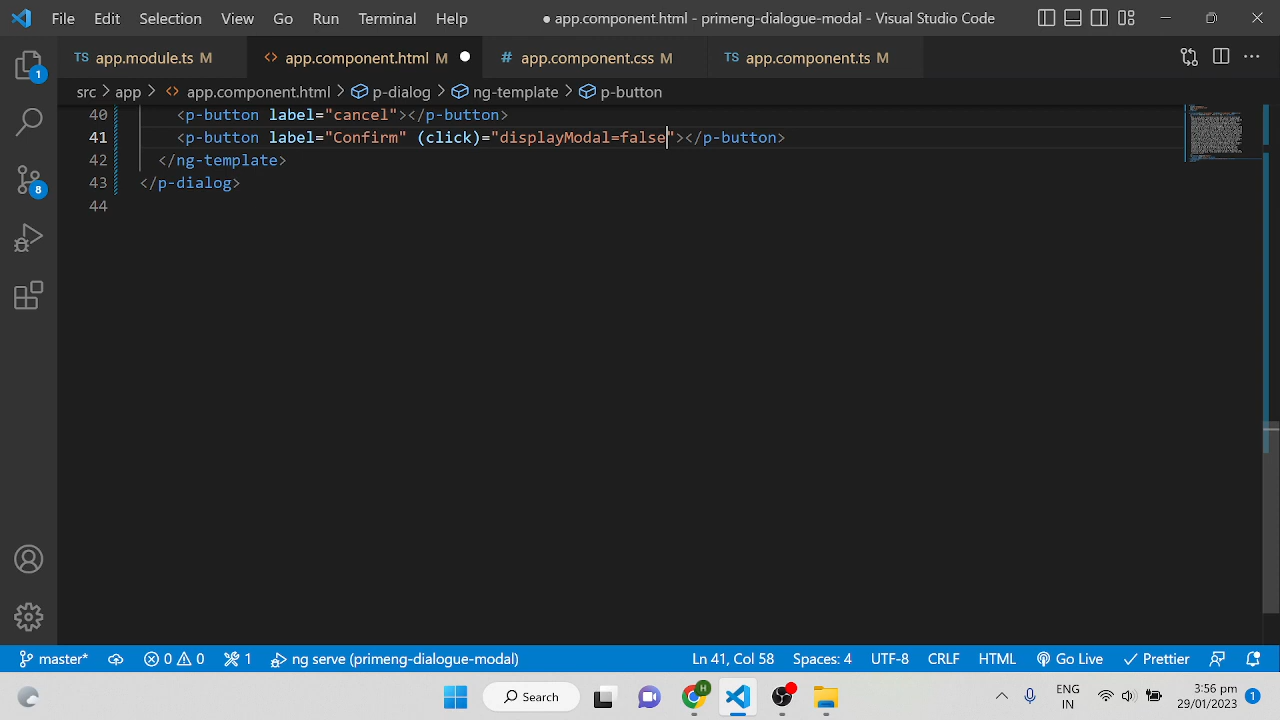 File Edit Selection View Go Run Terminal Help ● app.component.html - primeng-dialogue-modal - Visual Studio Code
TS app.module.ts M <> app.component.html M ● # app.component.css M TS app.component.ts M
src > app > <> app.component.html > p-dialog > ng-template > p-button
40 <p-button label="cancel"></p-button>
41 <p-button label="Confirm" (click)="displayModal=false"></p-button>
42 </ng-template>
43 </p-dialog>
44
1
8
master* 0 0 1 ng serve (primeng-dialogue-modal) Ln 41, Col 58 Spaces: 4 UTF-8 CRLF HTML Go Live Prettier
Search H ENG 3:56 pm 1
IN 29/01/2023